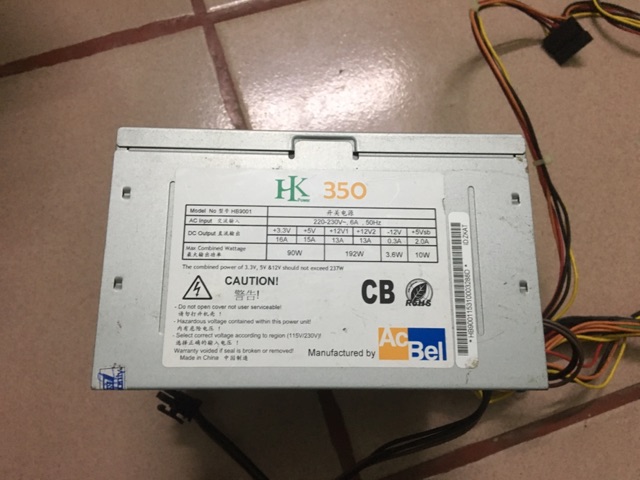 HK 350
Power
Model No 型号 HB9001 开关电源
AC Input 交流输入 220-230V~, 6A , 50Hz
DC Output 直流输出 +3.3V +5V +12V1 +12V2 -12V +5Vsb
16A 15A 13A 13A 0.3A 2.0A
Max Combined Wattage 90W 192W 3.6W 10W
最大输出功率
The combined power of 3.3V, 5V &12V should not exceed 237W
CAUTION!
警告!
- Do not open cover not user serviceable!
请勿打开机壳!
- Hazardous voltage contained within this power unit!
内有危险电压!
- Select correct voltage according to region (115V/230V)!
选择正确的输入电压!
Warranty voided if seal is broken or removed!
Made in China 中国制造
CB
RoHS
Manufactured by AcBel
ID:ZKAT